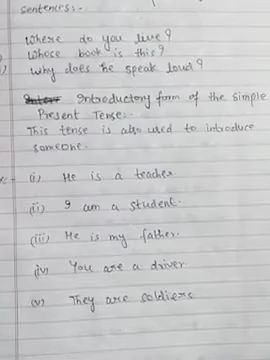 sentences:-
Where do you live?
Whose book is this?
Why does he speak loud?
Introductory form of the simple
Present Tense:-
This tense is also used to introduce
someone.
(i) He is a teacher
(ii) I am a student.
(iii) He is my father.
(iv) You are a driver
(v) They are soldiers